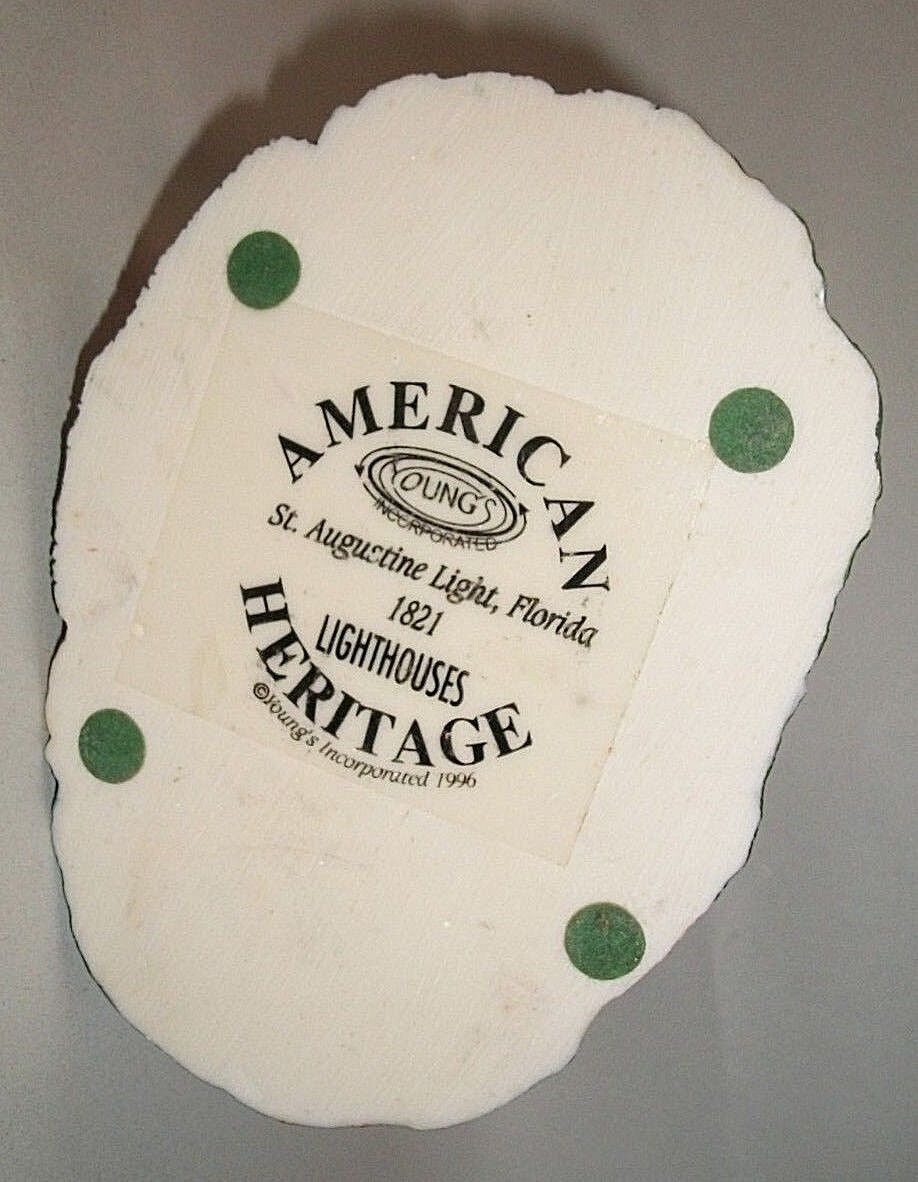 AMERICAN
YOUNG'S
INCORPORATED
St. Augustine Light, Florida
1821
LIGHTHOUSES
HERITAGE
©Young's Incorporated 1996